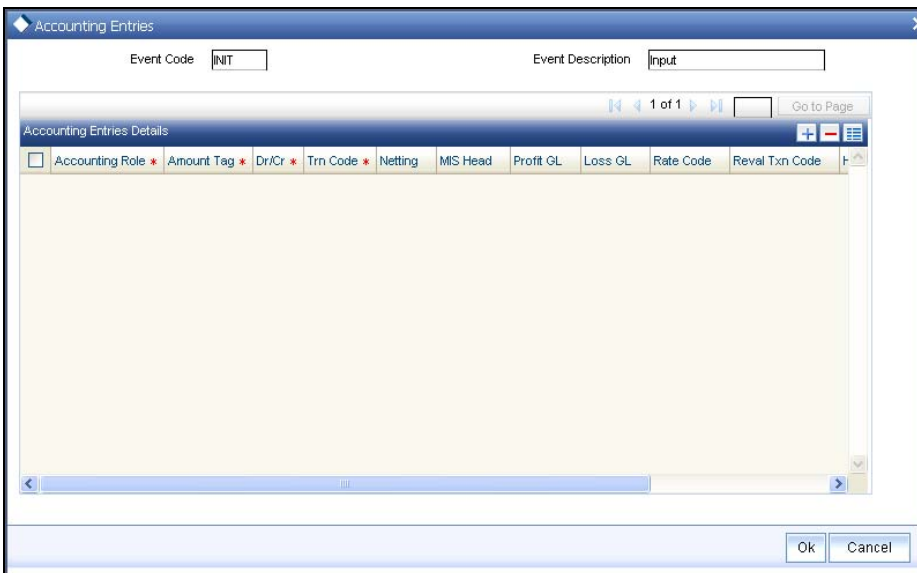 Accounting Entries
Event Code INIT Event Description Input
1 of 1 Go to Page
Accounting Entries Details
Accounting Role * Amount Tag * Dr/Cr * Trn Code * Netting MIS Head Profit GL Loss GL Rate Code Reval Txn Code
Ok Cancel